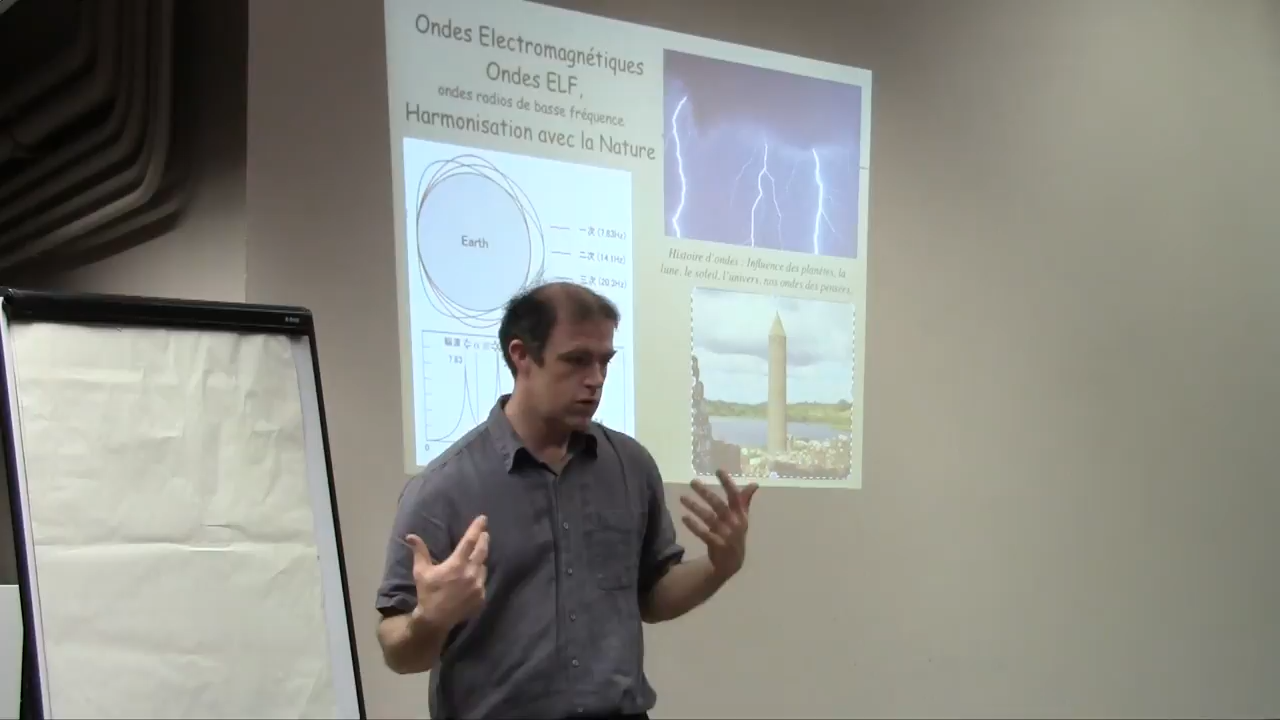 Ondes Electromagnétiques
Ondes ELF,
ondes radios de basse fréquence.
Harmonisation avec la Nature
Earth
一次 (7.83Hz)
二次 (14.1Hz)
三次 (20.3Hz)
7.83
0
Histoire d'ondes : Influence des planètes, la
lune, le soleil, l'univers, nos ondes des pensées.